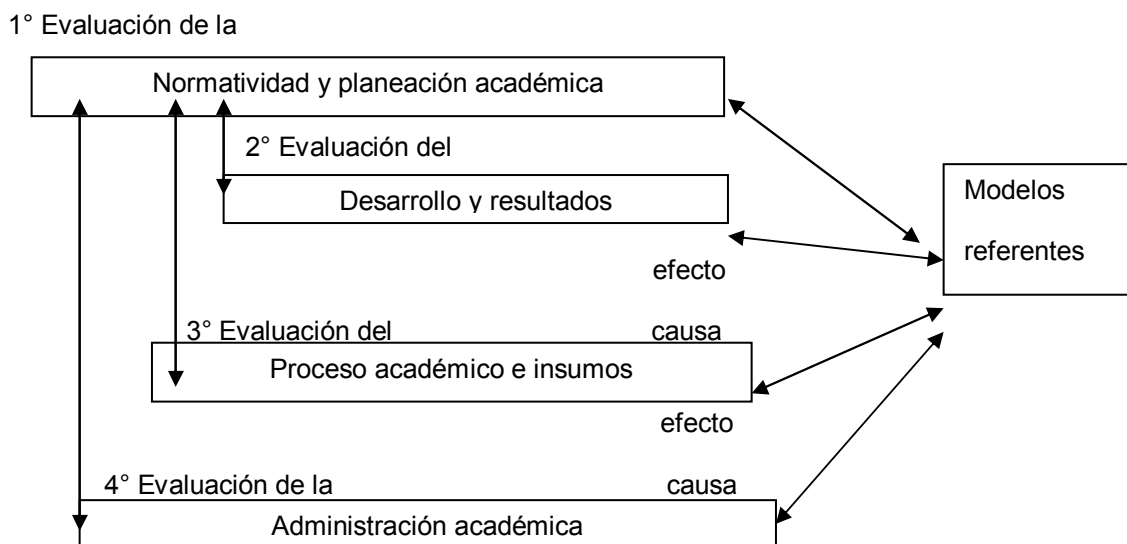 1° Evaluación de la
Normatividad y planeación académica
2° Evaluación del
Desarrollo y resultados
Modelos
referentes
efecto
3° Evaluación del causa
Proceso académico e insumos
efecto
4° Evaluación de la causa
Administración académica